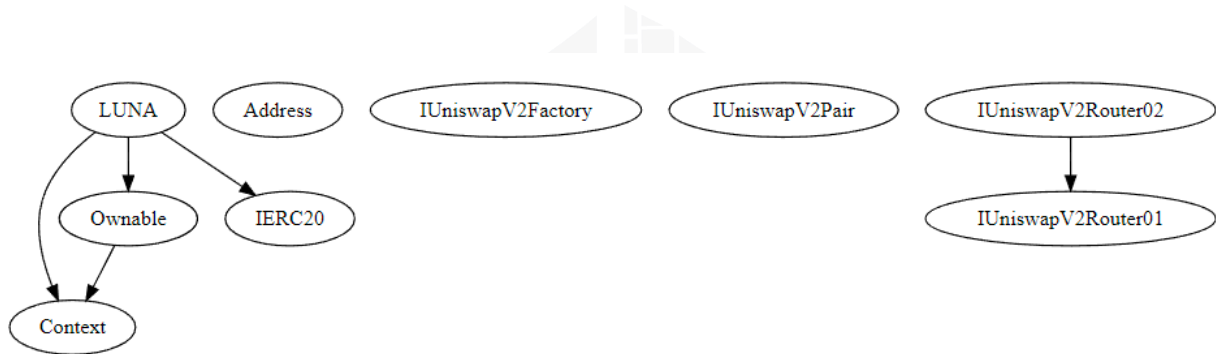 LUNA
Address
IUniswapV2Factory
IUniswapV2Pair
IUniswapV2Router02
Ownable
IERC20
IUniswapV2Router01
Context